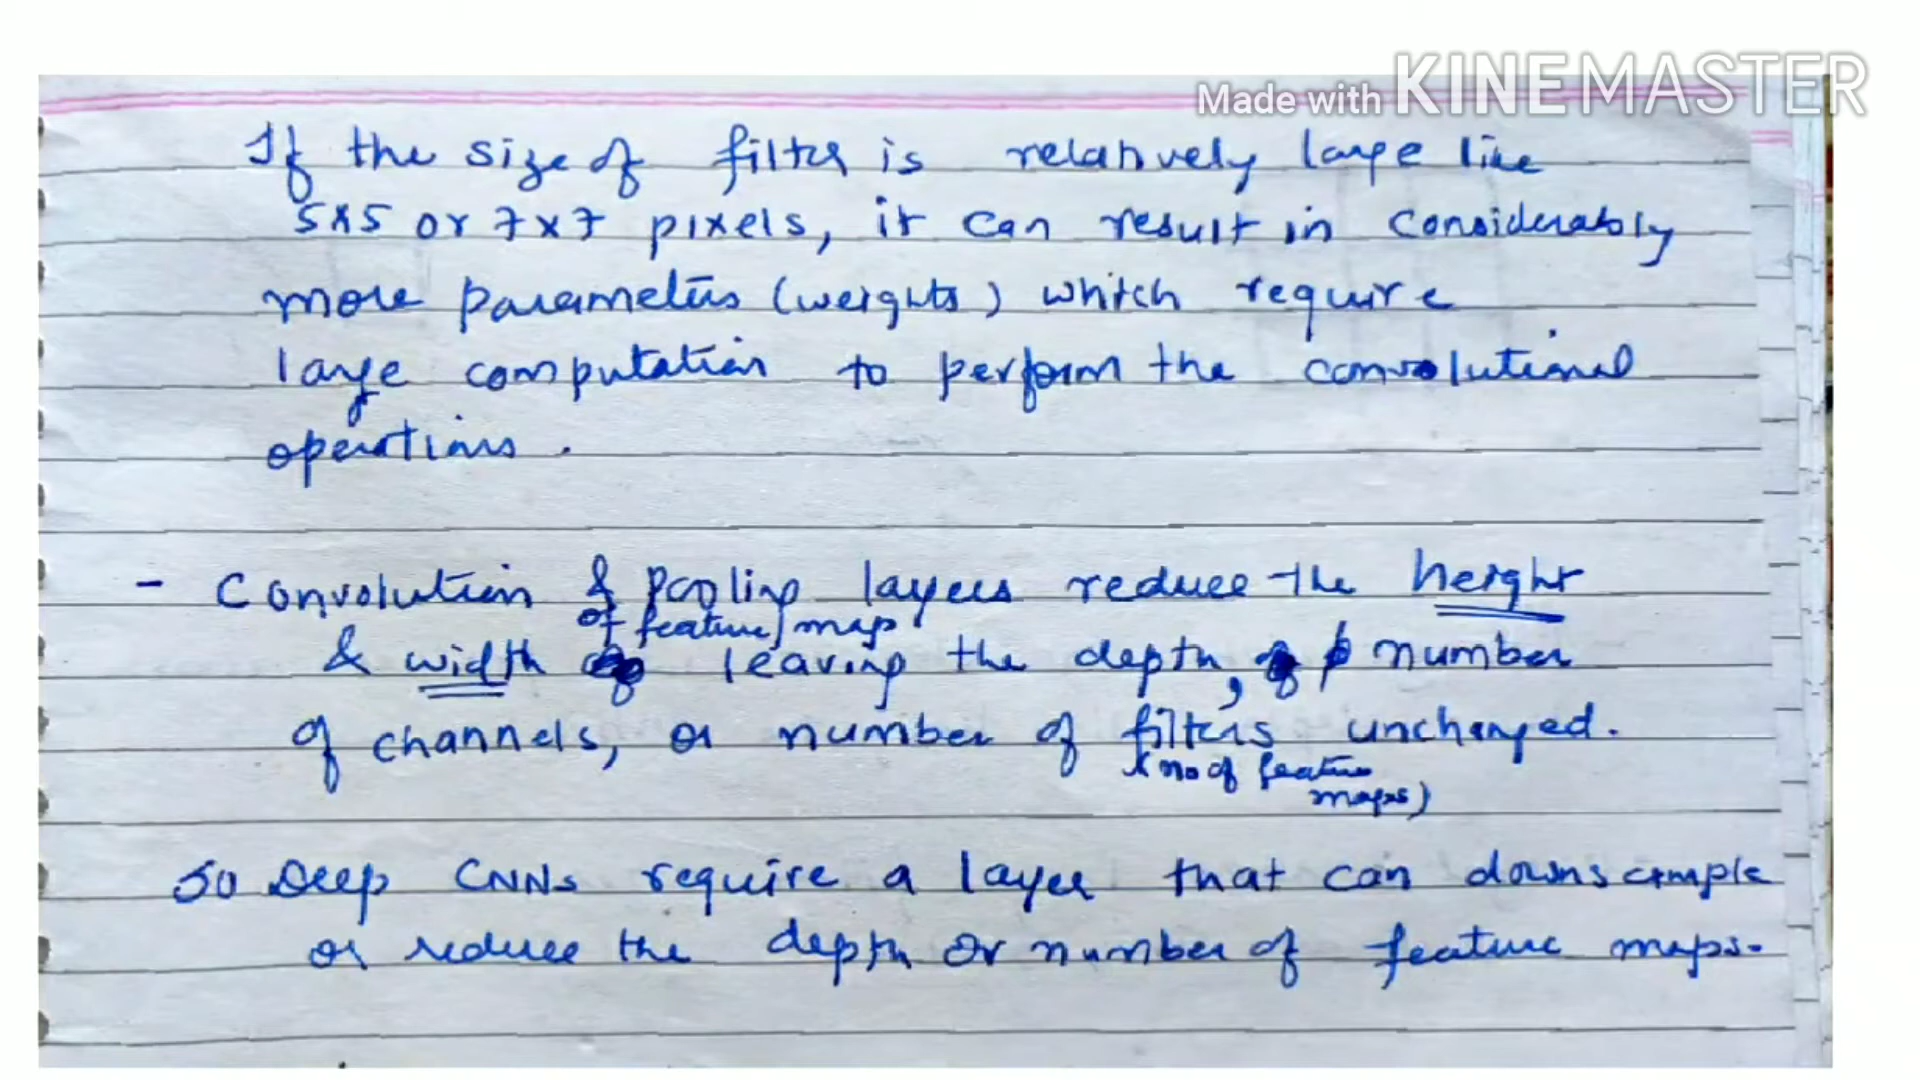 Made with KINEMASTER
If the size of filter is relatively large like
5x5 or 7x7 pixels, it can result in considerably
more parameters (weights) which require
large computation to perform the convolutional
operations.
- Convolution & pooling layers reduce the height
of feature map
& width leaving the depth, number
of channels, or number of filters unchanged.
(no of feature
maps)
So Deep CNNs require a layer that can downsample
or reduce the depth or number of feature maps.